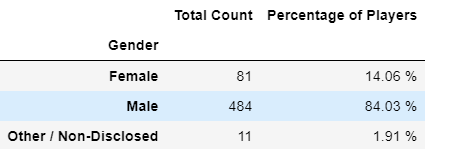 Total Count Percentage of Players
Gender
Female 81 14.06 %
Male 484 84.03 %
Other / Non-Disclosed 11 1.91 %